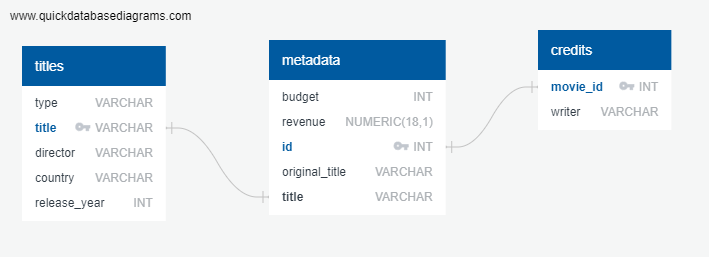 www.quickdatabasediagrams.com
titles
type VARCHAR
title VARCHAR
director VARCHAR
country VARCHAR
release_year INT
metadata
budget INT
revenue NUMERIC(18,1)
id INT
original_title VARCHAR
title VARCHAR
credits
movie_id INT
writer VARCHAR